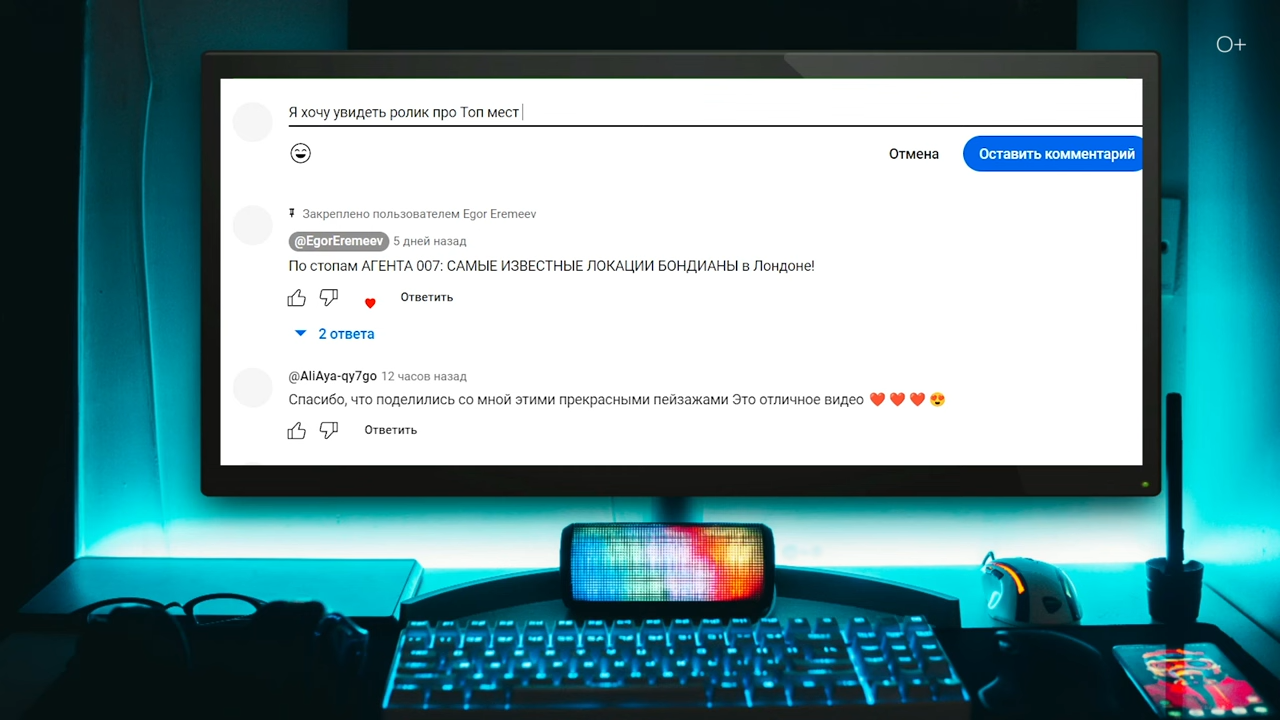 O+
Я хочу увидеть ролик про Топ мест
Отмена
Оставить комментарий
Закреплено пользователем Egor Eremeev
@EgorEremeev 5 дней назад
По стопам АГЕНТА 007: САМЫЕ ИЗВЕСТНЫЕ ЛОКАЦИИ БОНДИАНЫ в Лондоне!
Ответить
2 ответа
@AliAya-qy7go 12 часов назад
Спасибо, что поделились со мной этими прекрасными пейзажами Это отличное видео ❤️ ❤️ ❤️ 😍
Ответить